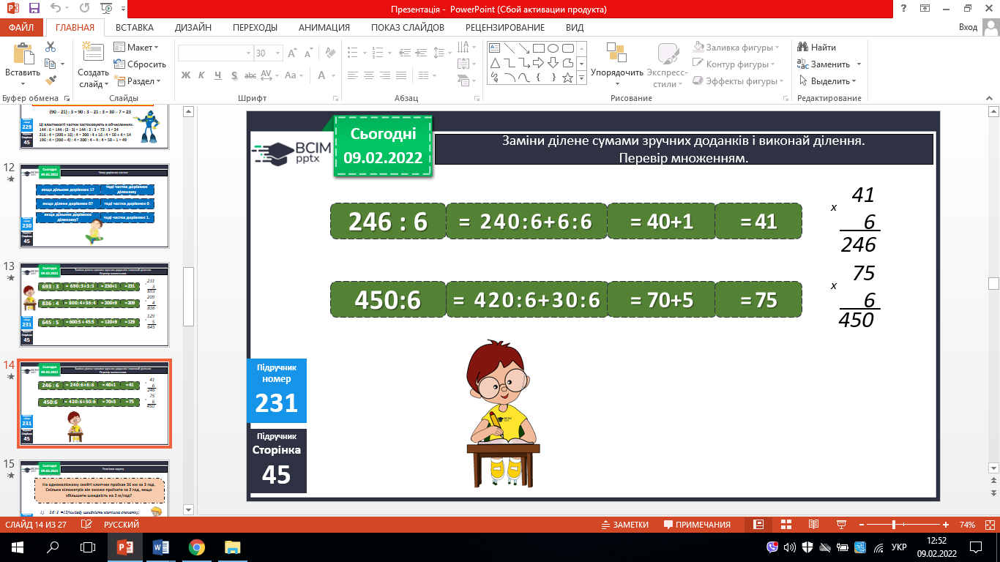 Презентація - PowerPoint (Сбой активации продукта)
ФАЙЛ ГЛАВНАЯ ВСТАВКА ДИЗАЙН ПЕРЕХОДЫ АНИМАЦИЯ ПОКАЗ СЛАЙДОВ РЕЦЕНЗИРОВАНИЕ ВИД Вход
Вставить
Создать слайд
Макет
Сбросить
Раздел
30
Ж К Ч S abc AV Aa A
Упорядочить
Экспресс-стили
Заливка фигуры
Контур фигуры
Эффекты фигуры
Найти
Заменить
Выделить
Буфер обмена Слайды Шрифт Абзац Рисование Редактирование
(90 – 21) : 3 = 90 : 3 – 21 : 3 = 30 – 7 = 23
Ці властивості частки застосовують в обчисленнях.
144 : 6 = 144 : (2 · 3) = 144 : 2 : 3 = 72 : 3 = 24
216 : 4 = (200 + 16) : 4 = 200 : 4 + 16 : 4 = 50 + 4 = 54
196 : 4 = (200 – 4) : 4 = 200 : 4 – 4 : 4 = 50 – 1 = 49
229
Сторінка
45
12
Сьогодні
09.02.2022
якщо дільник дорівнює 1?
тоді частка дорівнює діленому
якщо ділене дорівнює 0?
тоді частка дорівнює 0
якщо дільник дорівнює діленому?
тоді частка дорівнює 1.
230
Сторінка
45
13
Сьогодні
09.02.2022
Заміни ділене сумами зручних доданків і виконай ділення.
Перевір множенням.
693 : 3 = 690:3+3:3 = 230+1 =231
231
3
693
836 : 4 = 800:4+36:4 = 200+9 =209
209
4
836
645 : 5 = 600:5 + 45:5 = 120+9 =129
129
5
645
231
Сторінка
45
14
Сьогодні
09.02.2022
Заміни ділене сумами зручних доданків і виконай ділення.
Перевір множенням.
246 : 6 = 240:6+6:6 = 40+1 =41
41
6
246
450:6 = 420:6+30:6 = 70+5 =75
75
6
450
231
Сторінка
45
15
Сьогодні
09.02.2022
Розв'яжи задачу
На одноколісному скейті хлопчик проїхав 36 км за 3 год.
Скільки кілометрів він зможе проїхати за 2 год, якщо
збільшить швидкість на 2 м/год?
Сьогодні
09.02.2022
ВСІМ
pptx
Заміни ділене сумами зручних доданків і виконай ділення.
Перевір множенням.
246 : 6 = 240:6+6:6 = 40+1 =41
41
х
6
246
450:6 = 420:6+30:6 = 70+5 =75
75
х
6
450
ВСІМ
pptx
Підручник
номер
231
Підручник
Сторінка
45
СЛАЙД 14 ИЗ 27 РУССКИЙ ЗАМЕТКИ ПРИМЕЧАНИЯ 74%
УКР
12:52
09.02.2022